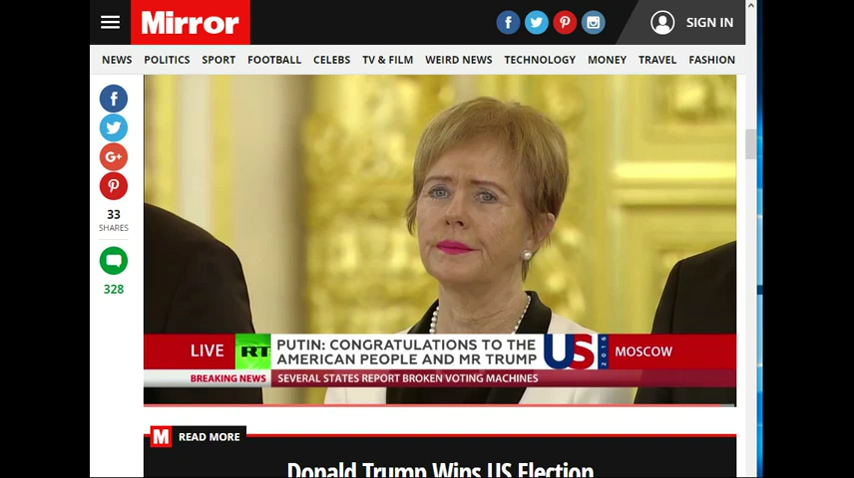 Mirror
SIGN IN
NEWS POLITICS SPORT FOOTBALL CELEBS TV & FILM WEIRD NEWS TECHNOLOGY MONEY TRAVEL FASHION
33
SHARES
328
LIVE RT PUTIN: CONGRATULATIONS TO THE
AMERICAN PEOPLE AND MR TRUMP
US 2016 MOSCOW
BREAKING NEWS SEVERAL STATES REPORT BROKEN VOTING MACHINES
M READ MORE
Donald Trump Wins US Election